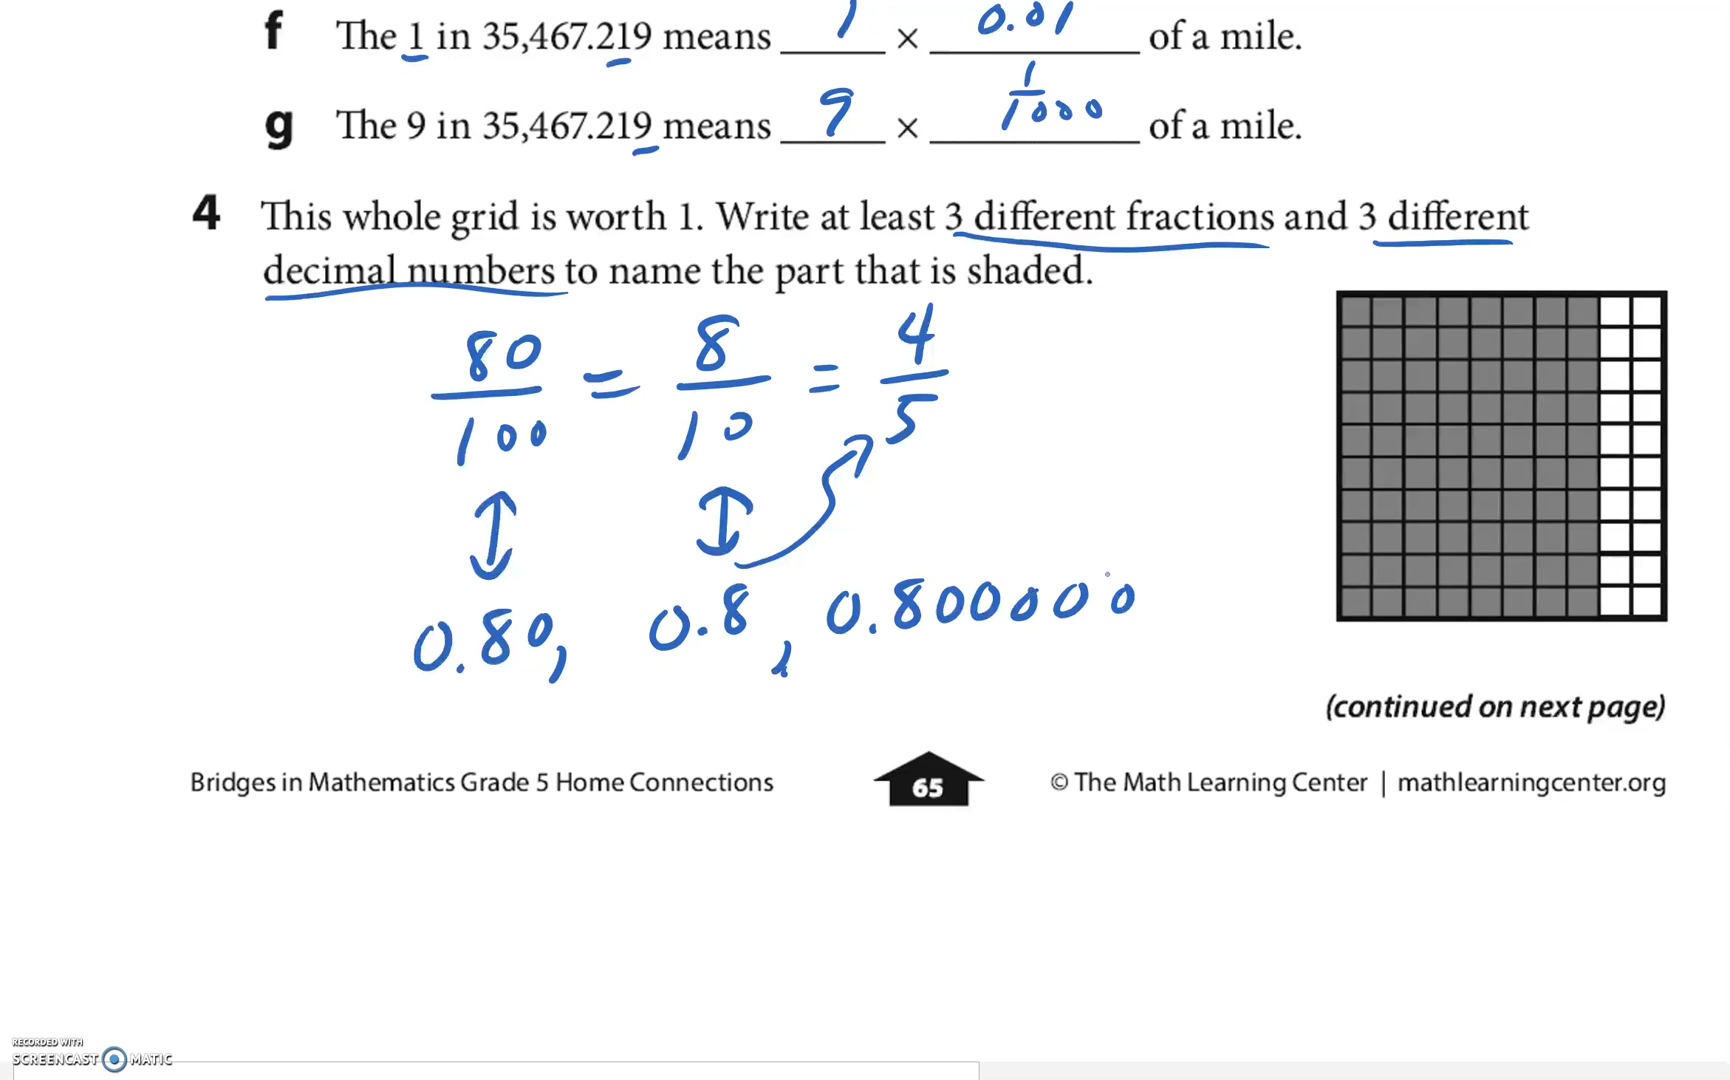 f The 1 in 35,467.219 means 1 × 0.01 of a mile.
g The 9 in 35,467.219 means 9 × 1/1000 of a mile.
4 This whole grid is worth 1. Write at least 3 different fractions and 3 different
decimal numbers to name the part that is shaded.
80/100 = 8/10 = 4/5
0.80, 0.8, 0.800000
(continued on next page)
Bridges in Mathematics Grade 5 Home Connections 65 © The Math Learning Center | mathlearningcenter.org
RECORDED WITH
SCREENCAST MATIC